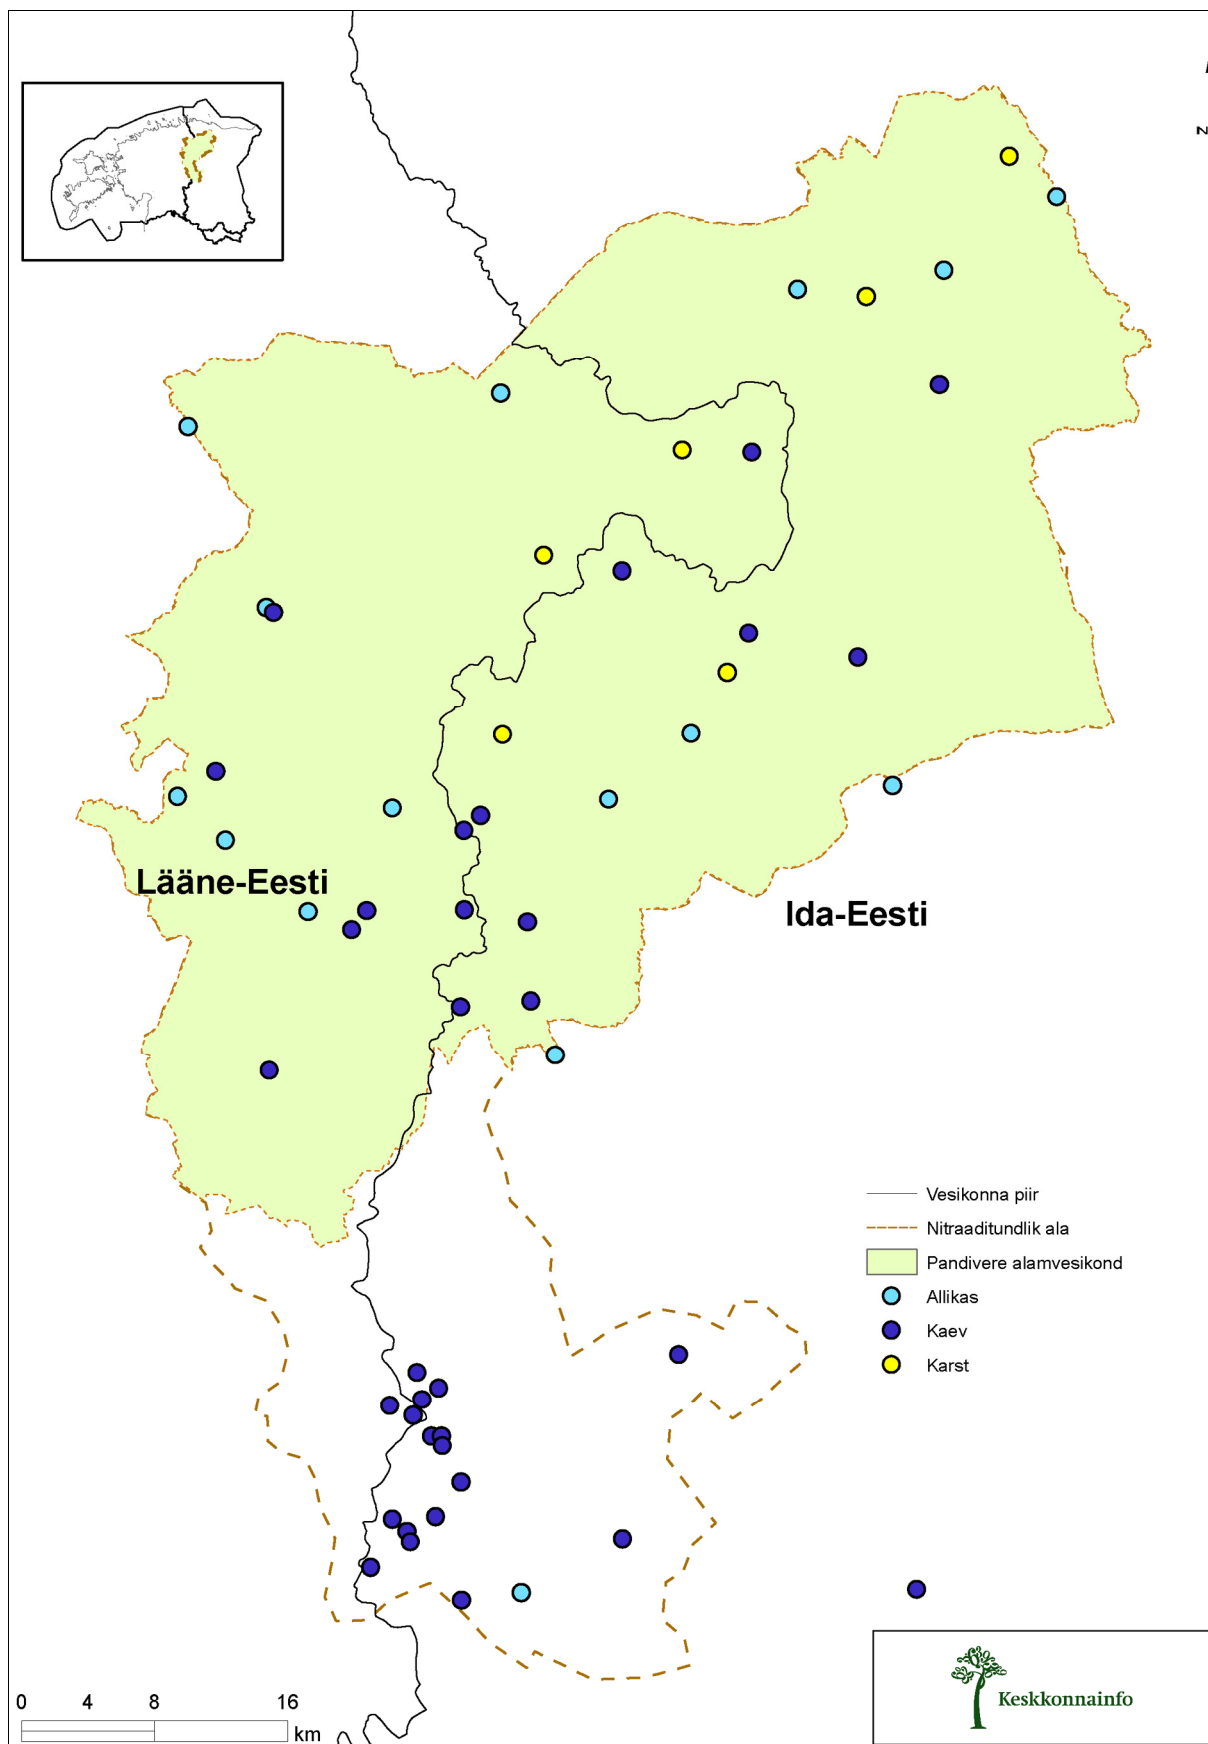 z
Lääne-Eesti
Ida-Eesti
Vesikonna piir
Nitraaditundlik ala
Pandivere alamvesikond
Allikas
Kaev
Karst
Keskkonnainfo
0 4 8 16
km